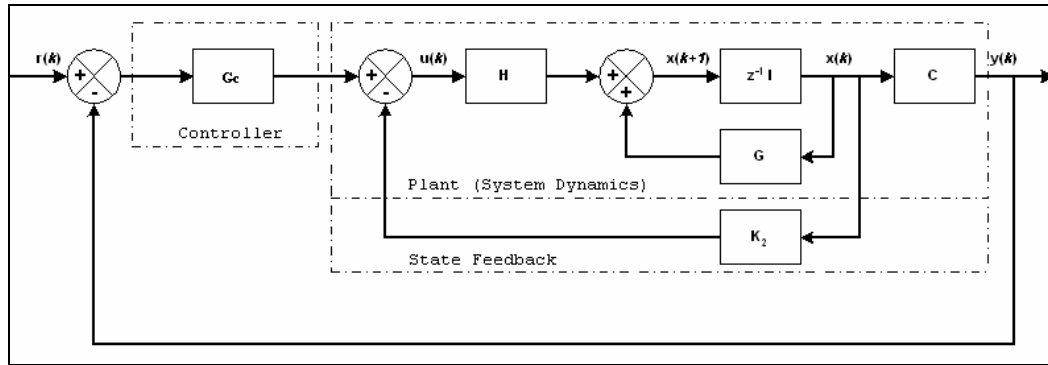 r(k)
+
-
Gc
Controller
+
-
u(k)
H
+
+
x(k+1)
z⁻¹ I
x(k)
C
y(k)
G
Plant (System Dynamics)
K₂
State Feedback